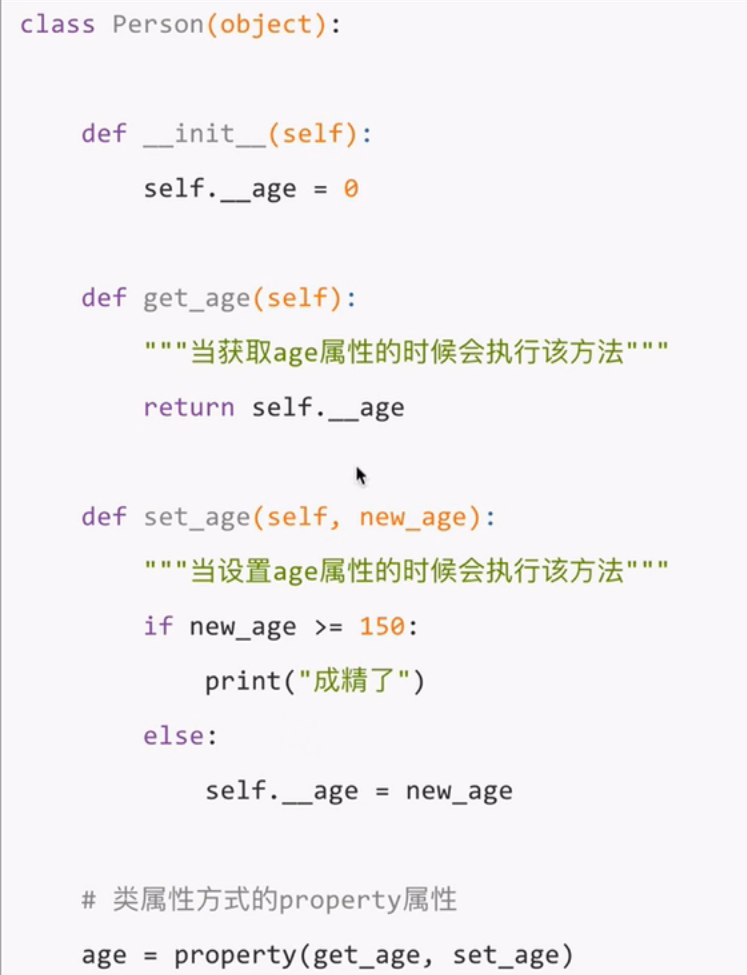 class Person(object):
def __init__(self):
self.__age = 0
def get_age(self):
"""当获取age属性的时候会执行该方法"""
return self.__age
def set_age(self, new_age):
"""当设置age属性的时候会执行该方法"""
if new_age >= 150:
print("成精了")
else:
self.__age = new_age
# 类属性方式的property属性
age = property(get_age, set_age)